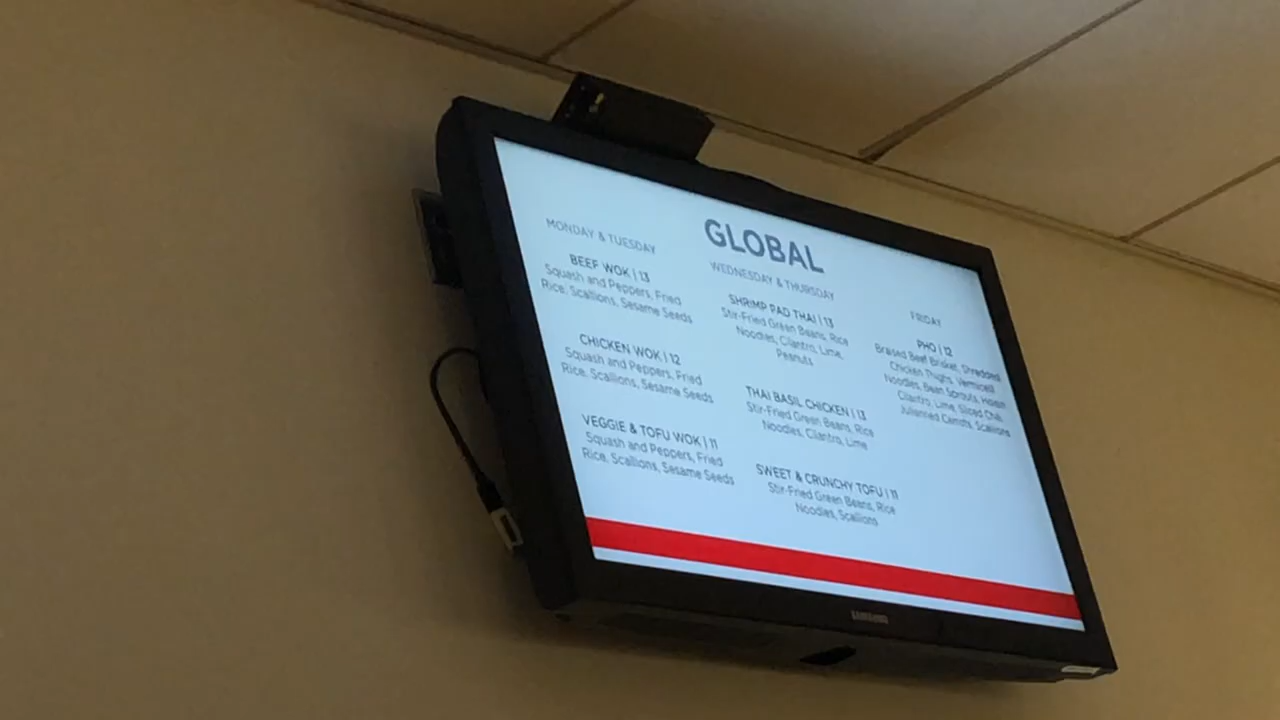 GLOBAL
MONDAY & TUESDAY
BEEF WOK | 13
Squash and Peppers, Fried
Rice, Scallions, Sesame Seeds
CHICKEN WOK | 12
Squash and Peppers, Fried
Rice, Scallions, Sesame Seeds
VEGGIE & TOFU WOK | 11
Squash and Peppers, Fried
Rice, Scallions, Sesame Seeds
WEDNESDAY & THURSDAY
SHRIMP PAD THAI | 13
Stir-Fried Green Beans, Rice
Noodles, Cilantro, Lime,
Peanuts
THAI BASIL CHICKEN | 13
Stir-Fried Green Beans, Rice
Noodles, Cilantro, Lime
SWEET & CRUNCHY TOFU | 11
Stir-Fried Green Beans, Rice
Noodles, Scallions
FRIDAY
PHO | 12
Braised Beef Brisket, Shredded
Chicken Thighs, Vermicelli
Noodles, Bean Sprouts, Hoisin
Cilantro, Lime, Sliced Chili,
Julienned Carrots, Scallions
SAMSUNG